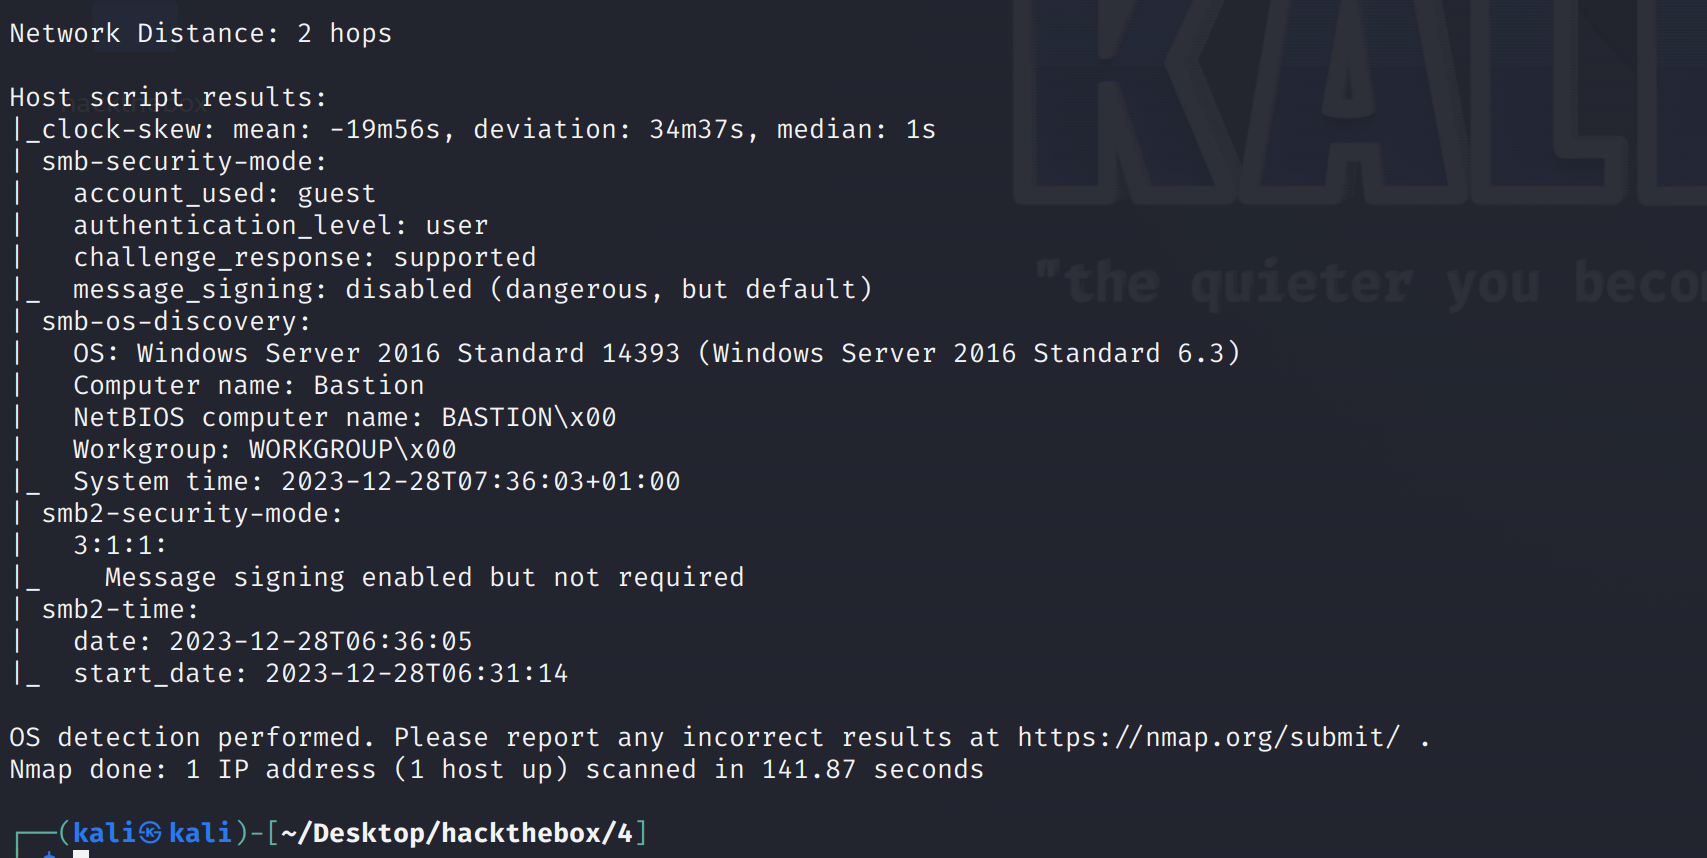 Network Distance: 2 hops
Host script results:
|_clock-skew: mean: -19m56s, deviation: 34m37s, median: 1s
| smb-security-mode:
|   account_used: guest
|   authentication_level: user
|   challenge_response: supported
|_  message_signing: disabled (dangerous, but default)
| smb-os-discovery:
|   OS: Windows Server 2016 Standard 14393 (Windows Server 2016 Standard 6.3)
|   Computer name: Bastion
|   NetBIOS computer name: BASTION\x00
|   Workgroup: WORKGROUP\x00
|_  System time: 2023-12-28T07:36:03+01:00
| smb2-security-mode:
|   3:1:1:
|_    Message signing enabled but not required
| smb2-time:
|   date: 2023-12-28T06:36:05
|_  start_date: 2023-12-28T06:31:14
OS detection performed. Please report any incorrect results at https://nmap.org/submit/ .
Nmap done: 1 IP address (1 host up) scanned in 141.87 seconds
┌──(kali㉿kali)-[~/Desktop/hackthebox/4]
KALI
"the quieter you becom